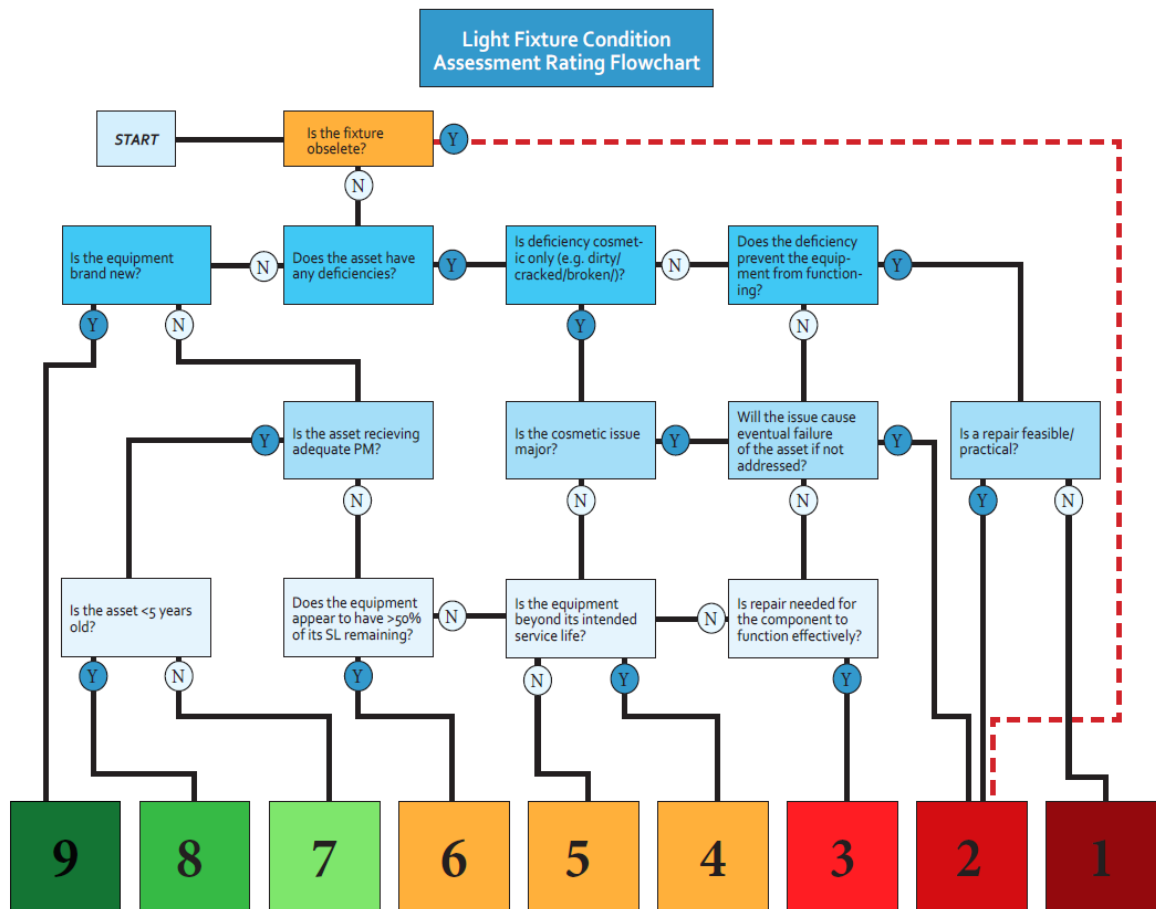 Light Fixture Condition
Assessment Rating Flowchart
START
Is the fixture
obselete?
Y
N
Is the equipment
brand new?
N
Does the asset have
any deficiencies?
Y
Is deficiency cosmet-
ic only (e.g. dirty/
cracked/broken/)?
N
Does the deficiency
prevent the equip-
ment from function-
ing?
Y
Y
N
Y
N
Y
Is the asset recieving
adequate PM?
Is the cosmetic issue
major?
Y
Will the issue cause
eventual failure
of the asset if not
addressed?
Y
Is a repair feasible/
practical?
N
N
N
Y
N
Is the asset <5 years
old?
Does the equipment
appear to have >50%
of its SL remaining?
N
Is the equipment
beyond its intended
service life?
N
Is repair needed for
the component to
function effectively?
Y
N
Y
N
Y
Y
9
8
7
6
5
4
3
2
1